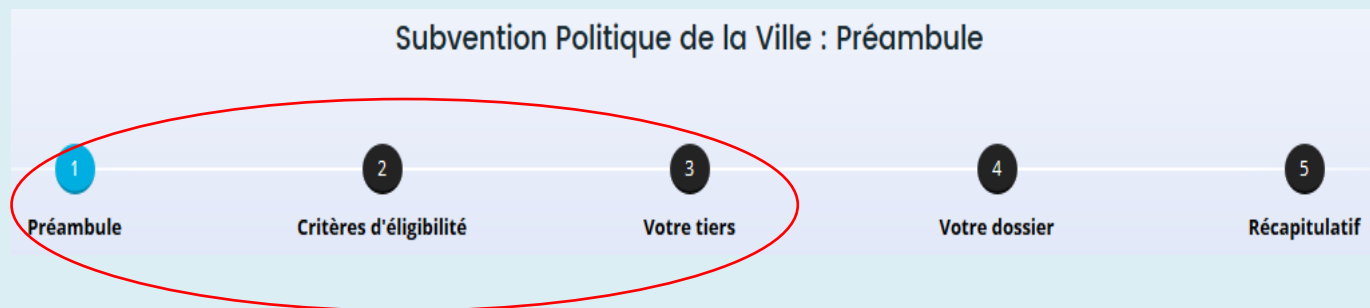 Subvention Politique de la Ville : Préambule
1 2 3 4 5
Préambule Critères d'éligibilité Votre tiers Votre dossier Récapitulatif